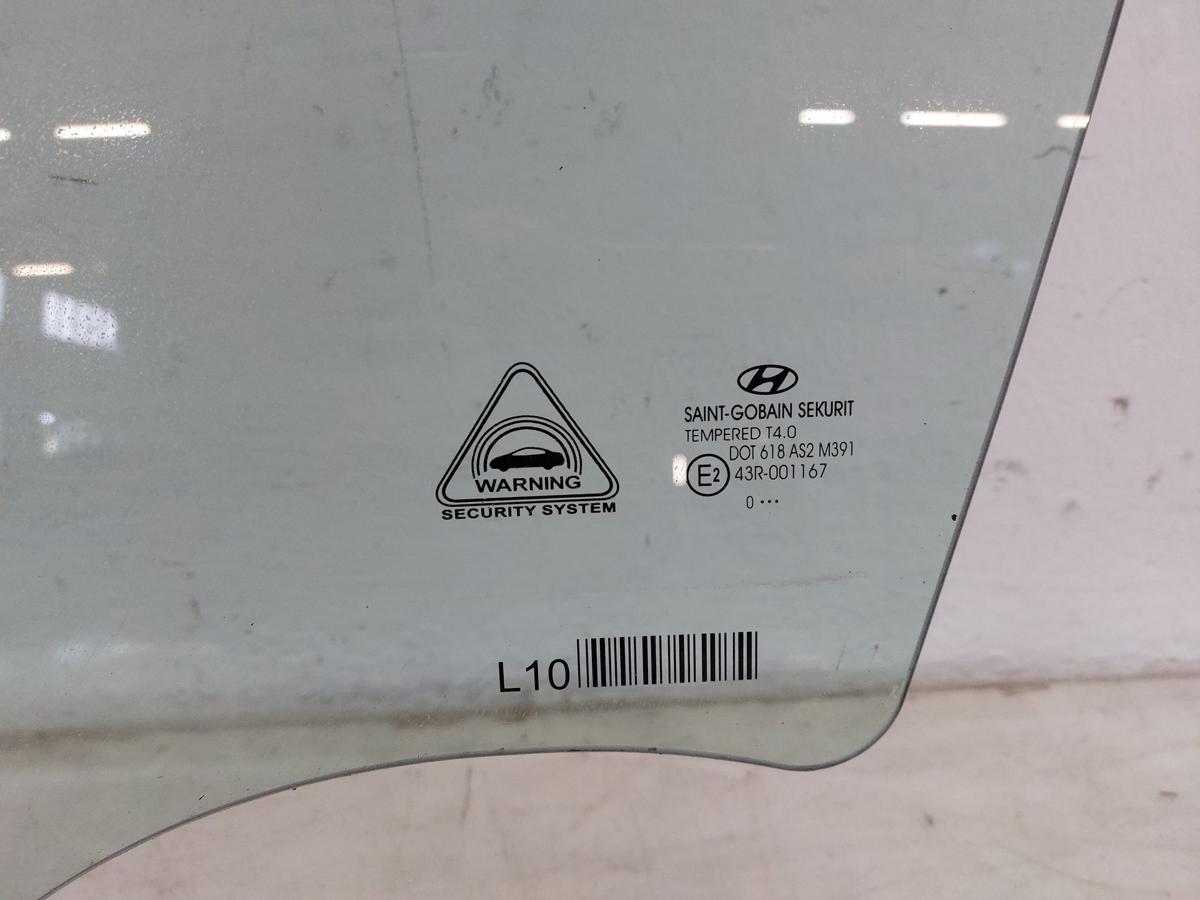 WARNING
SECURITY SYSTEM
SAINT-GOBAIN SEKURIT
TEMPERED T4.0
DOT 618 AS2 M391
E2 43R-001167
0 •••
L10